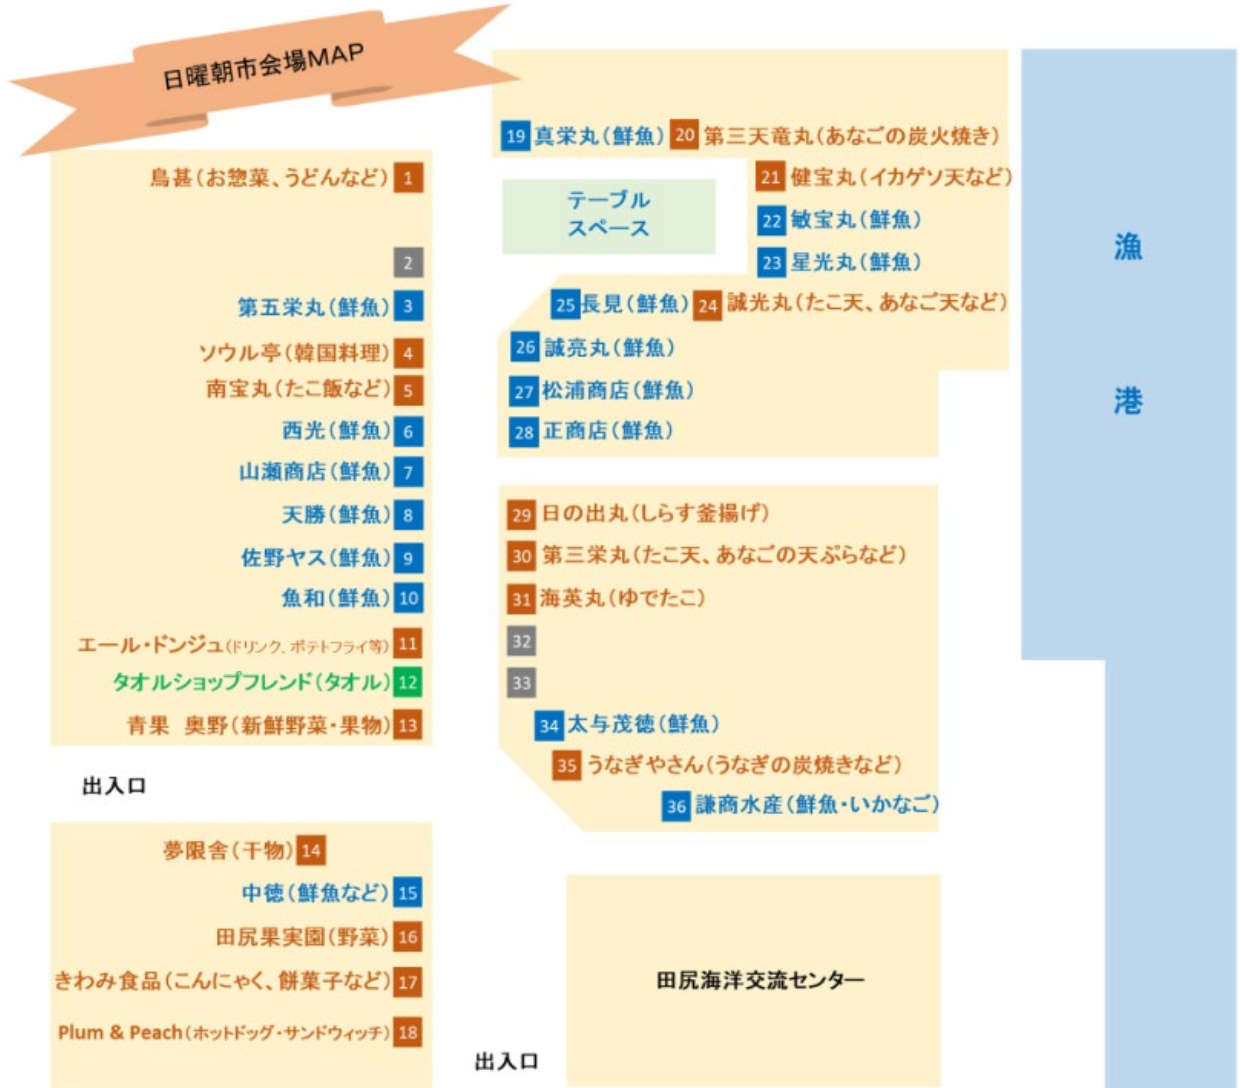 日曜朝市会場MAP
鳥甚(お惣菜、うどんなど) 1
2
第五栄丸(鮮魚) 3
ソウル亭(韓国料理) 4
南宝丸(たこ飯など) 5
西光(鮮魚) 6
山瀬商店(鮮魚) 7
天勝(鮮魚) 8
佐野ヤス(鮮魚) 9
魚和(鮮魚) 10
エール・ドンジュ(ドリンク、ポテトフライ等) 11
タオルショップフレンド(タオル) 12
青果 奥野(新鮮野菜・果物) 13
出入口
夢限舎(干物) 14
中徳(鮮魚など) 15
田尻果実園(野菜) 16
きわみ食品(こんにゃく、餅菓子など) 17
Plum & Peach(ホットドッグ・サンドウィッチ) 18
19 真栄丸(鮮魚) 20 第三天竜丸(あなごの炭火焼き)
テーブル
スペース
21 健宝丸(イカゲソ天など)
22 敏宝丸(鮮魚)
23 星光丸(鮮魚)
25 長見(鮮魚) 24 誠光丸(たこ天、あなご天など)
26 誠亮丸(鮮魚)
27 松浦商店(鮮魚)
28 正商店(鮮魚)
29 日の出丸(しらす釜揚げ)
30 第三栄丸(たこ天、あなごの天ぷらなど)
31 海英丸(ゆでたこ)
32
33
34 太与茂徳(鮮魚)
35 うなぎやさん(うなぎの炭焼きなど)
36 謙商水産(鮮魚・いかなご)
田尻海洋交流センター
出入口
漁
港